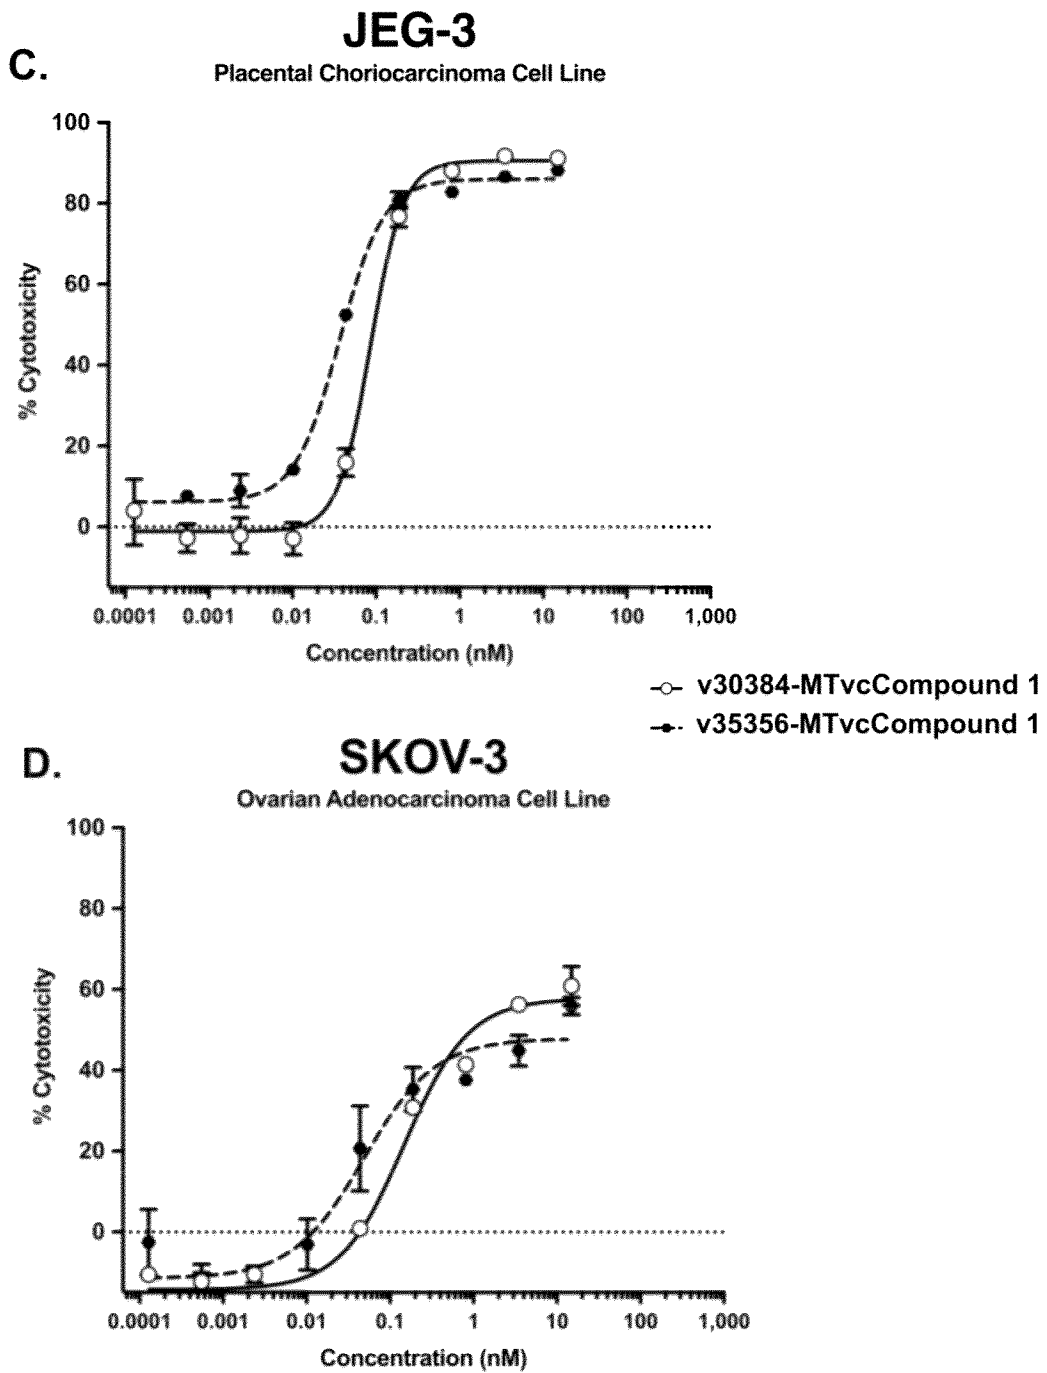 JEG-3
C.
Placental Choriocarcinoma Cell Line
100
80
60
40
20
0
% Cytotoxicity
0.0001 0.001 0.01 0.1 1 10 100 1,000
Concentration (nM)
v30384-MTvcCompound 1
v35356-MTvcCompound 1
SKOV-3
D.
Ovarian Adenocarcinoma Cell Line
100
80
60
40
20
0
% Cytotoxicity
0.0001 0.001 0.01 0.1 1 10 100 1,000
Concentration (nM)